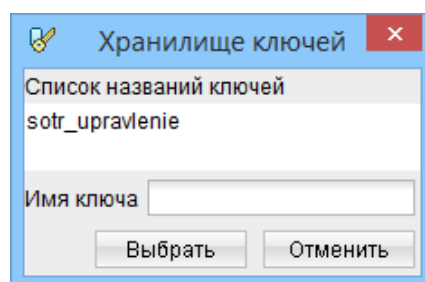 Хранилище ключей
Список названий ключей
sotr_upravlenie
Имя ключа
Выбрать Отменить